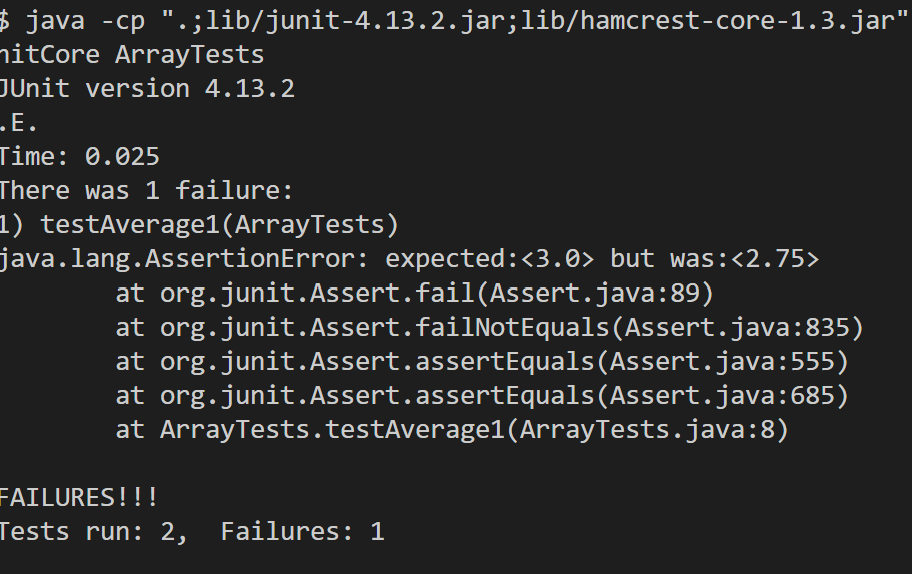 $ java -cp ".;lib/junit-4.13.2.jar;lib/hamcrest-core-1.3.jar"
nitCore ArrayTests
JUnit version 4.13.2
.E.
Time: 0.025
There was 1 failure:
1) testAverage1(ArrayTests)
java.lang.AssertionError: expected:<3.0> but was:<2.75>
        at org.junit.Assert.fail(Assert.java:89)
        at org.junit.Assert.failNotEquals(Assert.java:835)
        at org.junit.Assert.assertEquals(Assert.java:555)
        at org.junit.Assert.assertEquals(Assert.java:685)
        at ArrayTests.testAverage1(ArrayTests.java:8)
FAILURES!!!
Tests run: 2,  Failures: 1